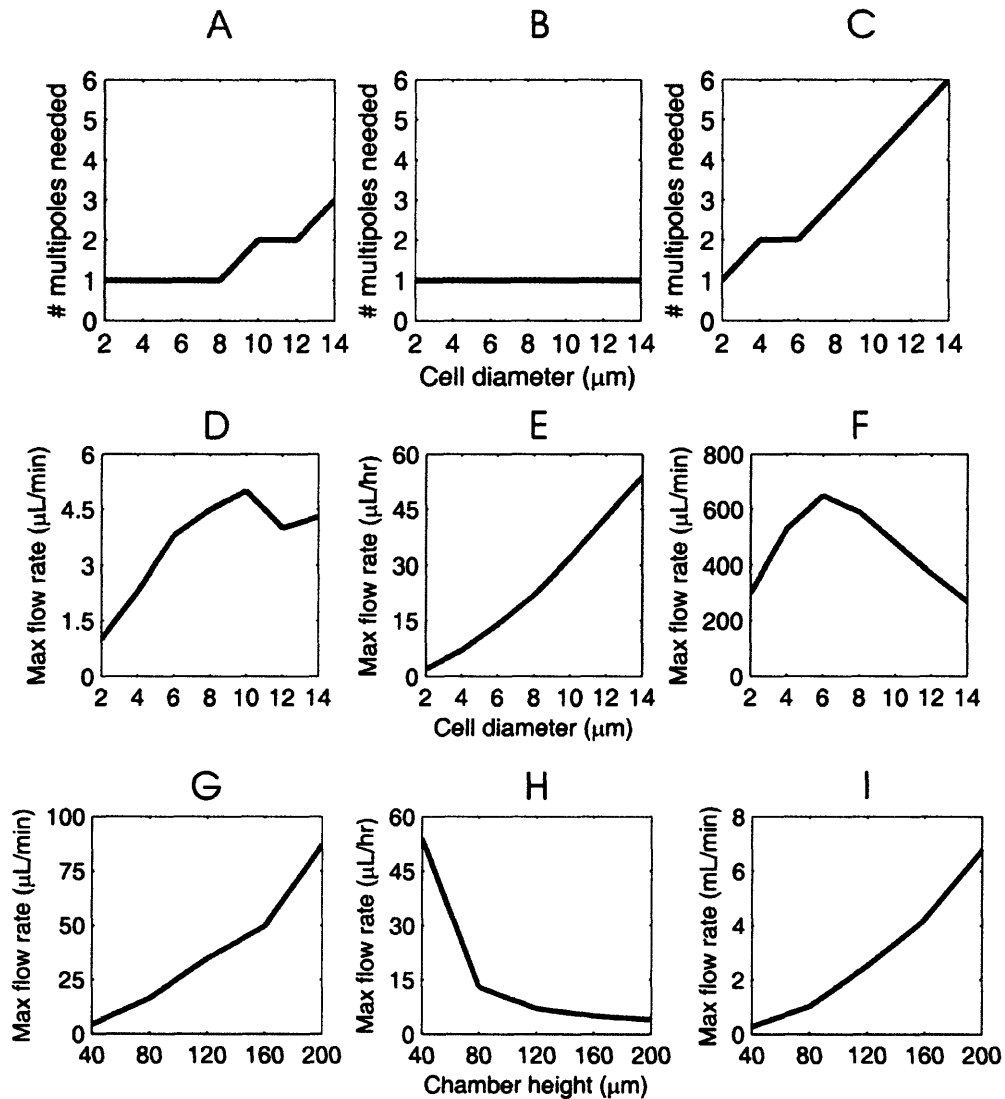 A B C
# multipoles needed # multipoles needed # multipoles needed
6 6 6
5 5 5
4 4 4
3 3 3
2 2 2
1 1 1
0 0 0
2 4 6 8 10 12 14 2 4 6 8 10 12 14 2 4 6 8 10 12 14
Cell diameter (μm)
D E F
Max flow rate (μL/min) Max flow rate (μL/hr) Max flow rate (μL/min)
6 60 800
4.5 45 600
3 30 400
1.5 15 200
0 0 0
2 4 6 8 10 12 14 2 4 6 8 10 12 14 2 4 6 8 10 12 14
Cell diameter (μm)
G H I
Max flow rate (μL/min) Max flow rate (μL/hr) Max flow rate (mL/min)
100 60 8
75 45 6
50 30 4
25 15 2
0 0 0
40 80 120 160 200 40 80 120 160 200 40 80 120 160 200
Chamber height (μm)